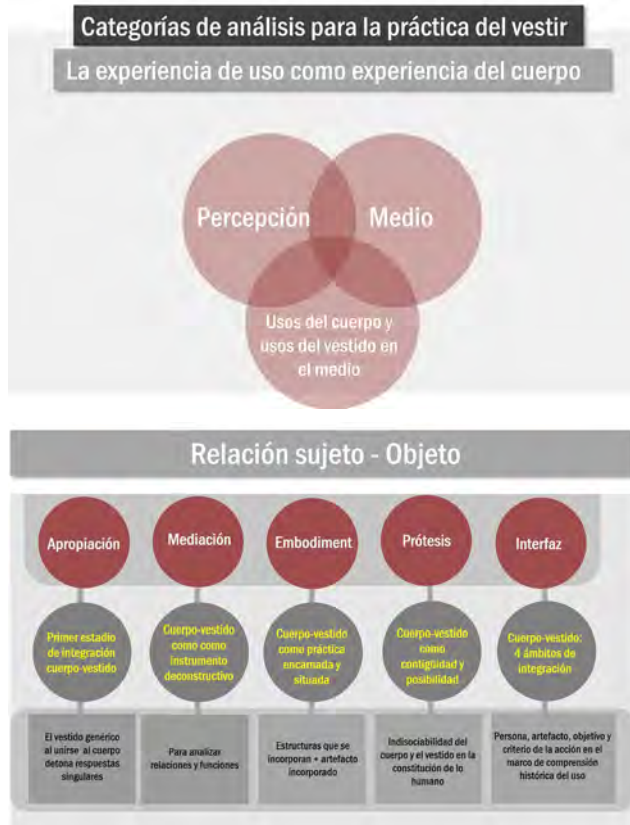 Categorías de análisis para la práctica del vestir
La experiencia de uso como experiencia del cuerpo
Percepción
Medio
Usos del cuerpo y
usos del vestido en
el medio
Relación sujeto - Objeto
Apropiación
Mediación
Embodiment
Prótesis
Interfaz
Primer estadio
de integración
cuerpo-vestido
Cuerpo-vestido
como como
instrumento
deconstructivo
Cuerpo-vestido
como práctica
encarnada y
situada
Cuerpo-vestido
como
contigüidad y
posibilidad
Cuerpo-vestido:
4 ámbitos de
integración
El vestido genérico
al unirse al cuerpo
detona respuestas
singulares
Para analizar
relaciones y funciones
Estructuras que se
incorporan + artefacto
incorporado
Indisociabilidad del
cuerpo y el vestido en la
constitución de lo
humano
Persona, artefacto, objetivo y
criterio de la acción en el
marco de comprensión
histórica del uso